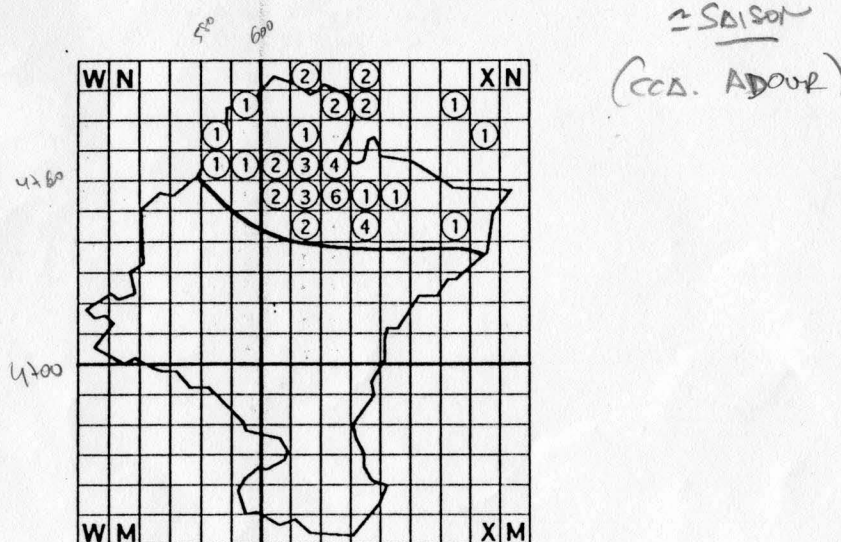 ≃ SAISON
(CCA. ADOUR)
600
W N 2 2 X N
1 2 2 1
1 1 1
1 1 2 3 4
4760
2 3 6 1 1
2 4 1
4700
W M X M